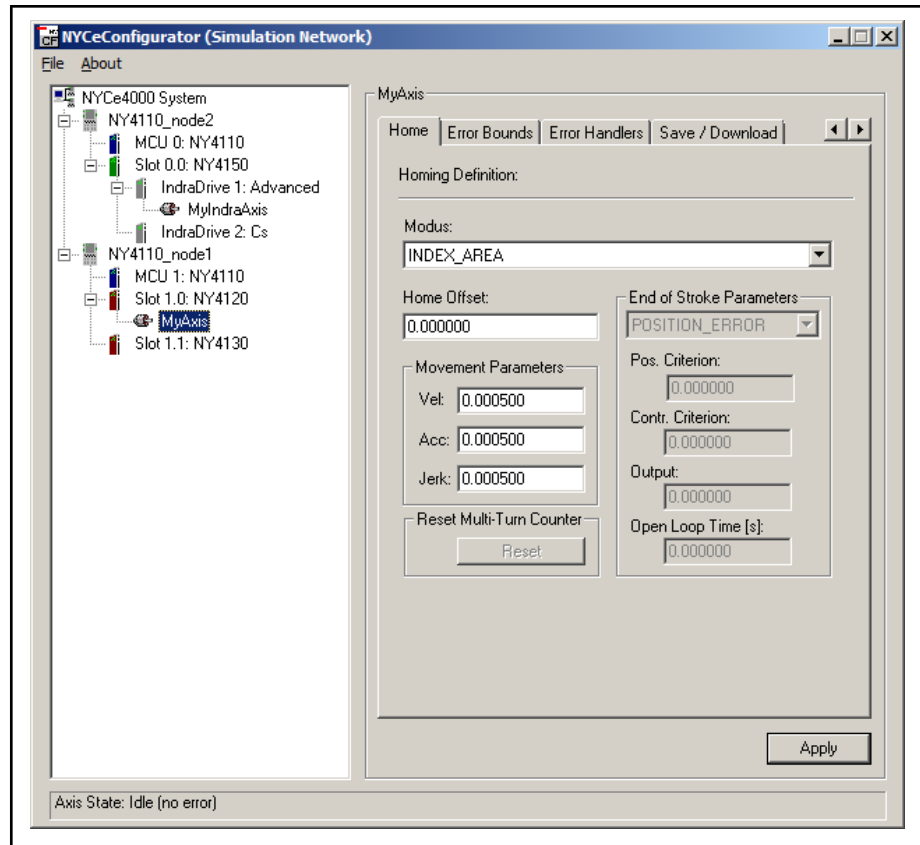 NYCeConfigurator (Simulation Network)
File About
NYCe4000 System
NY4110_node2
MCU 0: NY4110
Slot 0.0: NY4150
IndraDrive 1: Advanced
MyIndraAxis
IndraDrive 2: Cs
NY4110_node1
MCU 1: NY4110
Slot 1.0: NY4120
MyAxis
Slot 1.1: NY4130
MyAxis
Home Error Bounds Error Handlers Save / Download
Homing Definition:
Modus:
INDEX_AREA
Home Offset:
0.000000
Movement Parameters
Vel: 0.000500
Acc: 0.000500
Jerk: 0.000500
Reset Multi-Turn Counter
Reset
End of Stroke Parameters
POSITION_ERROR
Pos. Criterion:
0.000000
Contr. Criterion:
0.000000
Output:
0.000000
Open Loop Time [s]:
0.000000
Apply
Axis State: Idle (no error)